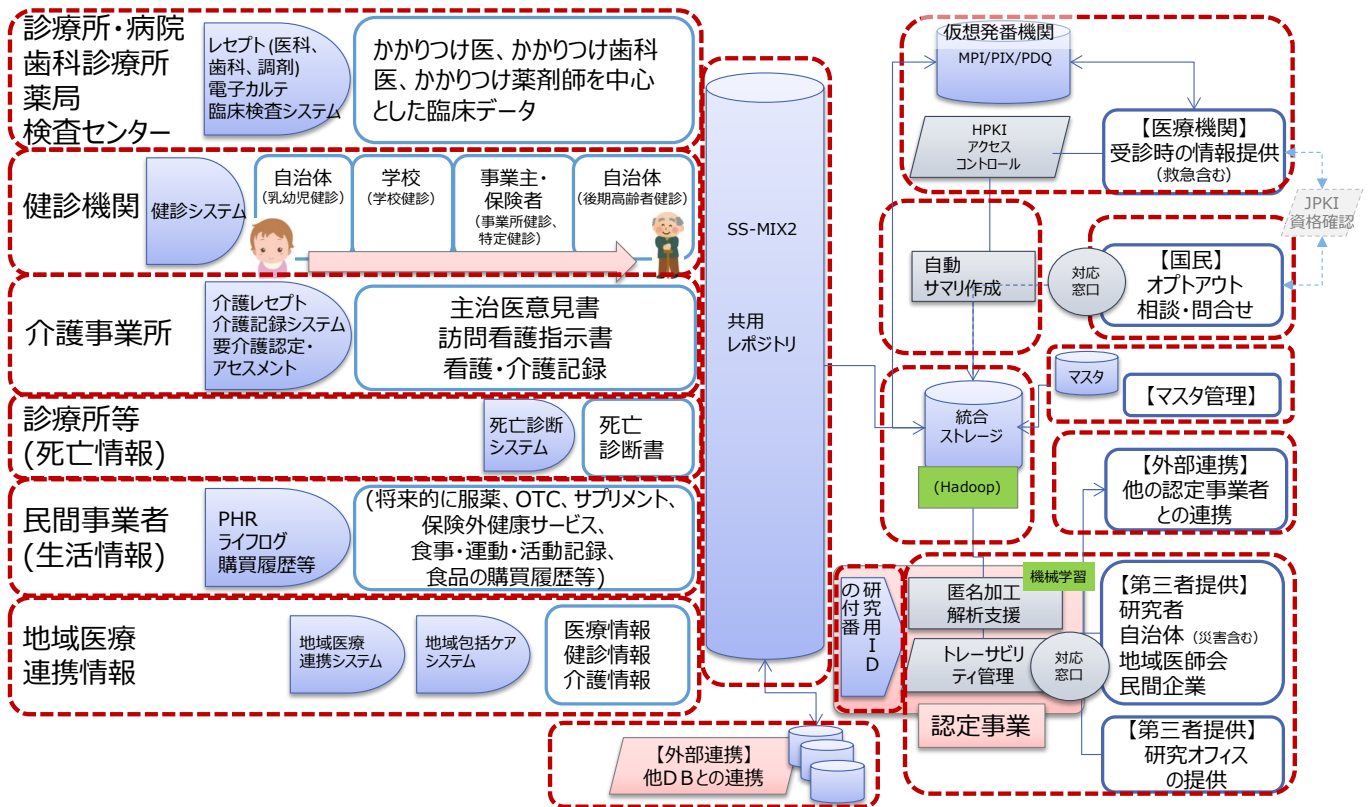 診療所・病院
歯科診療所
薬局
検査センター
レセプト(医科、
歯科、調剤)
電子カルテ
臨床検査システム
かかりつけ医、かかりつけ歯科
医、かかりつけ薬剤師を中心
とした臨床データ
健診機関
健診システム
自治体
(乳幼児健診)
学校
(学校健診)
事業主・
保険者
(事業所健診、
特定健診)
自治体
(後期高齢者健診)
介護事業所
介護レセプト
介護記録システム
要介護認定・
アセスメント
主治医意見書
訪問看護指示書
看護・介護記録
診療所等
(死亡情報)
死亡診断
システム
死亡
診断書
民間事業者
(生活情報)
PHR
ライフログ
購買履歴等
(将来的に服薬、OTC、サプリメント、
保険外健康サービス、
食事・運動・活動記録、
食品の購買履歴等)
地域医療
連携情報
地域医療
連携システム
地域包括ケア
システム
医療情報
健診情報
介護情報
SS-MIX2
共用
レポジトリ
【外部連携】
他DBとの連携
仮想発番機関
MPI/PIX/PDQ
HPKI
アクセス
コントロール
【医療機関】
受診時の情報提供
(救急含む)
JPKI
資格確認
自動
サマリ作成
対応
窓口
【国民】
オプトアウト
相談・問合せ
マスタ
【マスタ管理】
統合
ストレージ
(Hadoop)
【外部連携】
他の認定事業者
との連携
機械学習
研究用ID
の付番
匿名加工
解析支援
トレーサビリ
ティ管理
対応
窓口
認定事業
【第三者提供】
研究者
自治体（災害含む）
地域医師会
民間企業
【第三者提供】
研究オフィス
の提供